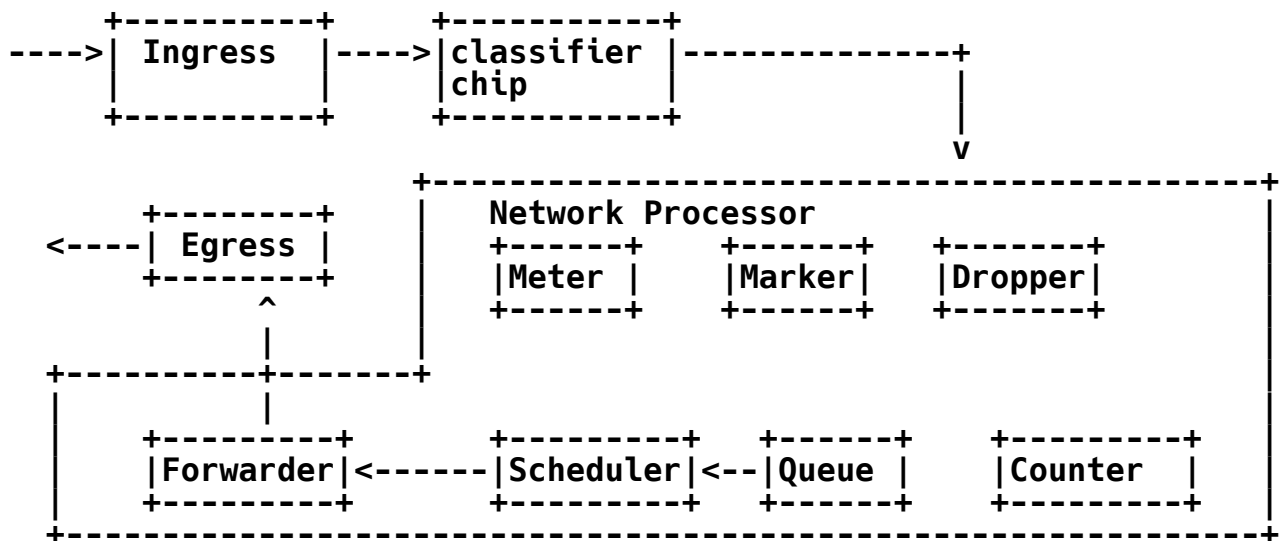 Ingress classifier
chip
Network Processor
Egress
Meter Marker Dropper
Forwarder Scheduler Queue Counter